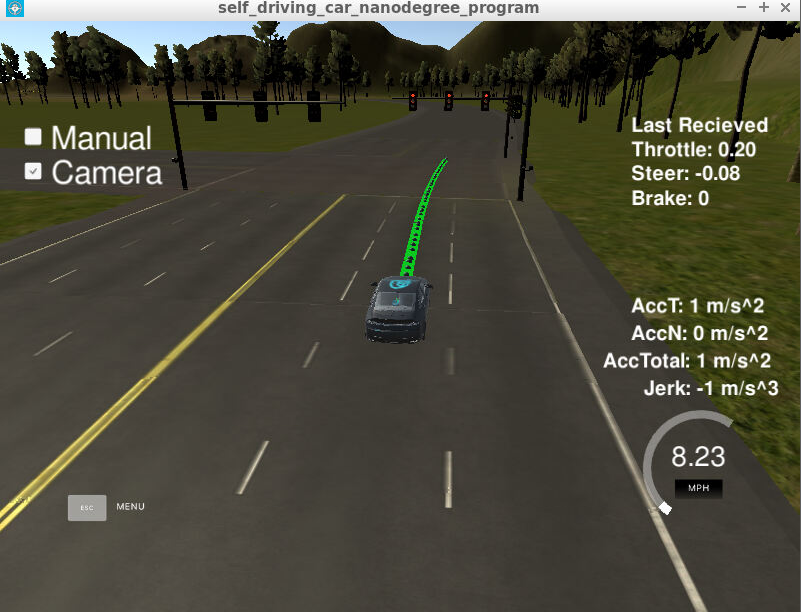 self_driving_car_nanodegree_program
Manual
Camera
Last Recieved
Throttle: 0.20
Steer: -0.08
Brake: 0
AccT: 1 m/s^2
AccN: 0 m/s^2
AccTotal: 1 m/s^2
Jerk: -1 m/s^3
8.23
MPH
ESC
MENU